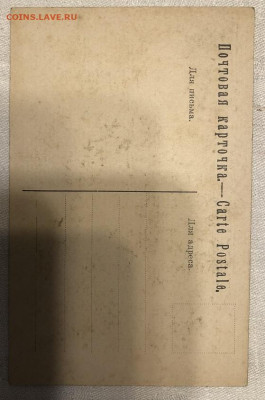 COINS.LAVE.RU
Почтовая карточка.— Carte Postale.
Для письма.
Для адреса.